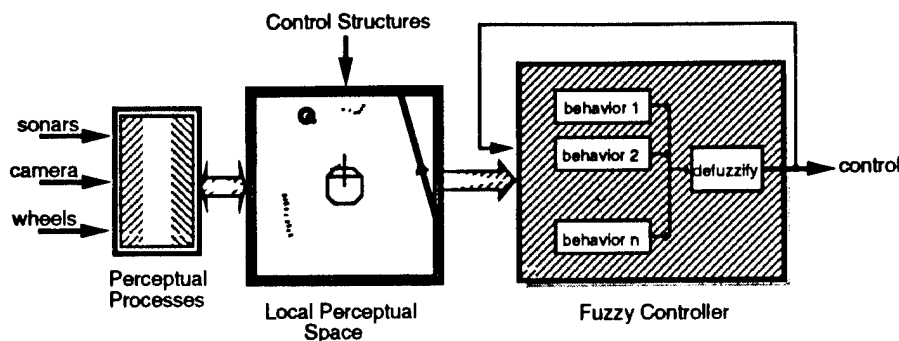 Control Structures
sonars
camera
wheels
behavior 1
behavior 2
behavior n
defuzzify
control
Perceptual
Processes
Local Perceptual
Space
Fuzzy Controller